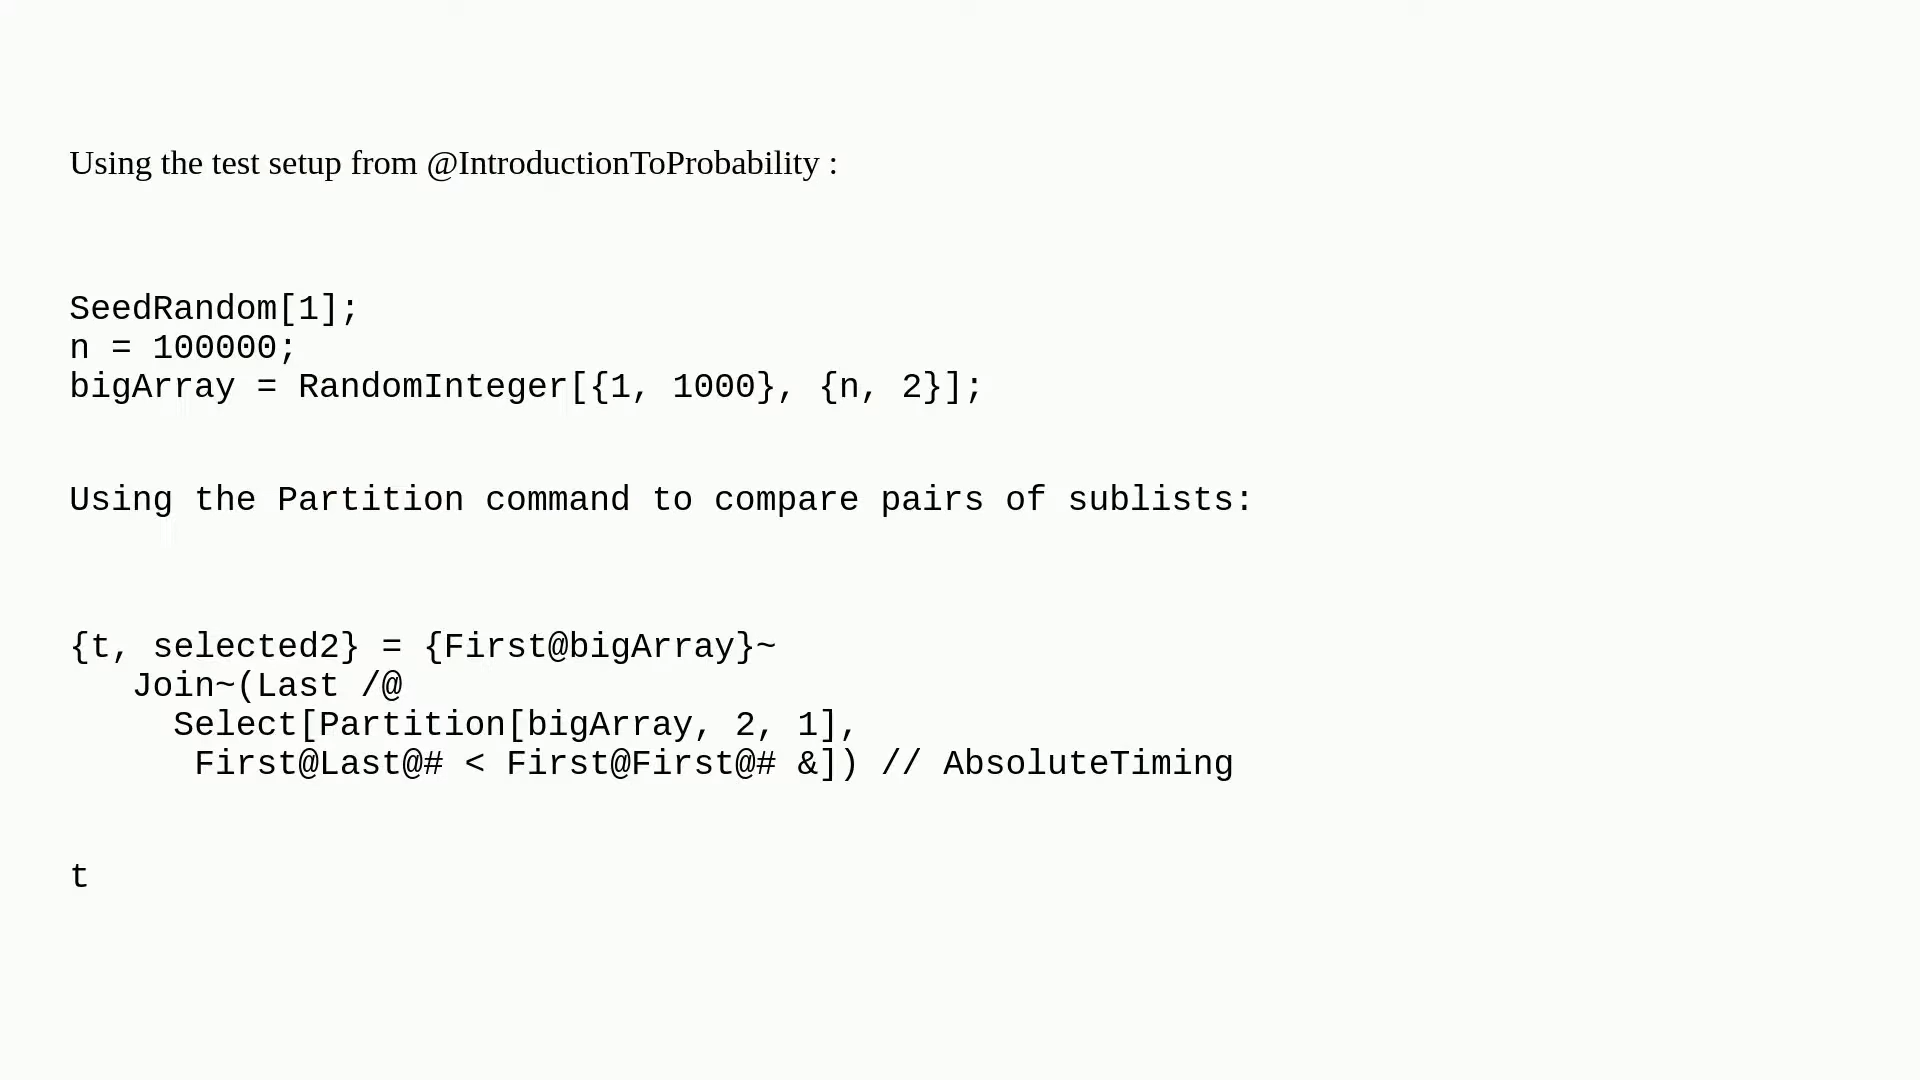 Using the test setup from @IntroductionToProbability :
SeedRandom[1];
n = 100000;
bigArray = RandomInteger[{1, 1000}, {n, 2}];
Using the Partition command to compare pairs of sublists:
{t, selected2} = {First@bigArray}~
   Join~(Last /@
     Select[Partition[bigArray, 2, 1],
      First@Last@# < First@First@# &]) // AbsoluteTiming
t